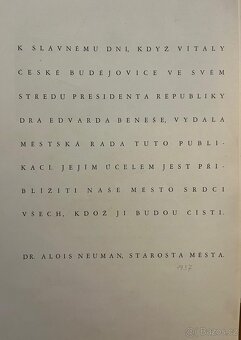 K SLAVNÉMU DNI, KDYŽ VÍTALY
ČESKÉ BUDĚJOVICE VE SVÉM
STŘEDU PRESIDENTA REPUBLIKY
DRA EDVARDA BENEŠE, VYDALA
MĚSTSKÁ RADA TUTO PUBLI-
KACI. JEJÍM ÚČELEM JEST PŘI-
BLÍŽITI NAŠE MĚSTO SRDCI
VŠECH, KDOŽ JI BUDOU ČÍSTI.
DR. ALOIS NEUMAN, STAROSTA MĚSTA.
1937